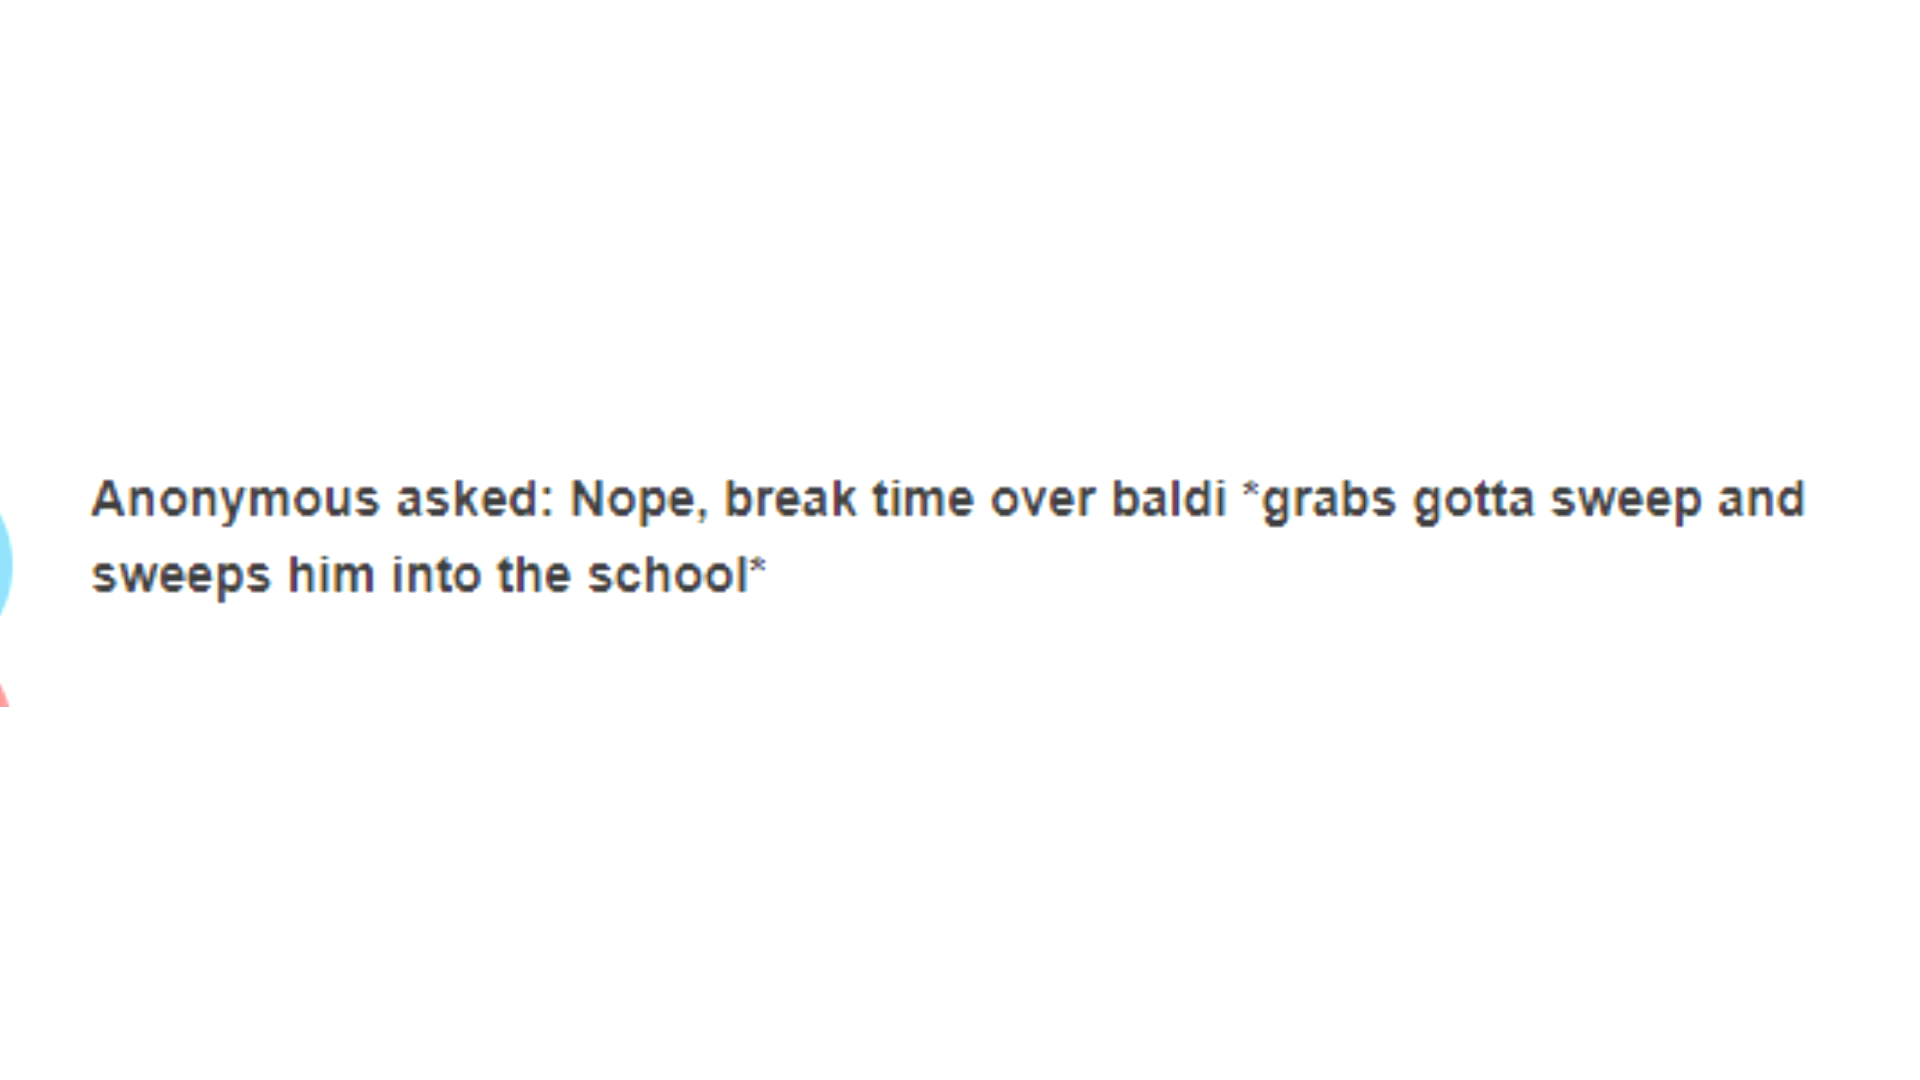 Anonymous asked: Nope, break time over baldi *grabs gotta sweep and
sweeps him into the school*